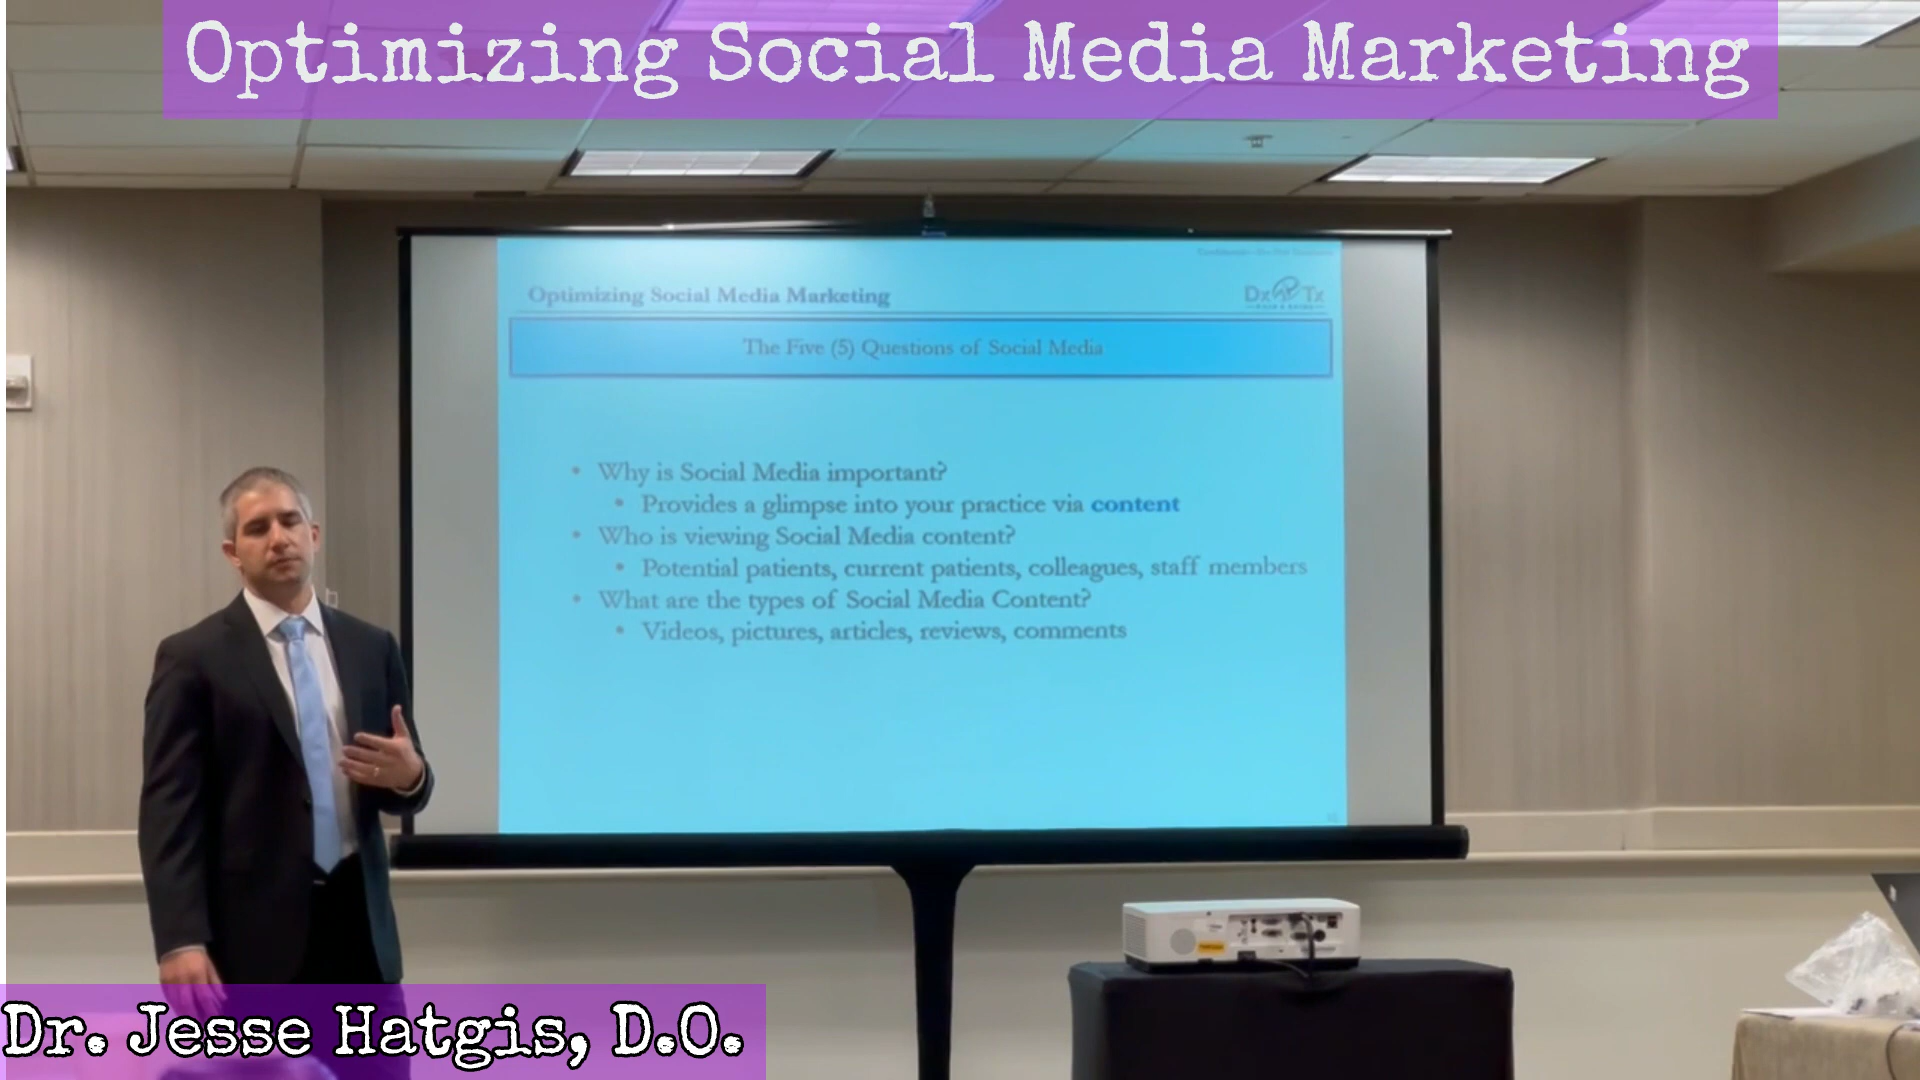 Optimizing Social Media Marketing
Optimizing Social Media Marketing
Dx Tx
The Five (5) Questions of Social Media
• Why is Social Media important?
• Provides a glimpse into your practice via content
• Who is viewing Social Media content?
• Potential patients, current patients, colleagues, staff members
• What are the types of Social Media Content?
• Videos, pictures, articles, reviews, comments
Dr. Jesse Hatgis, D.O.